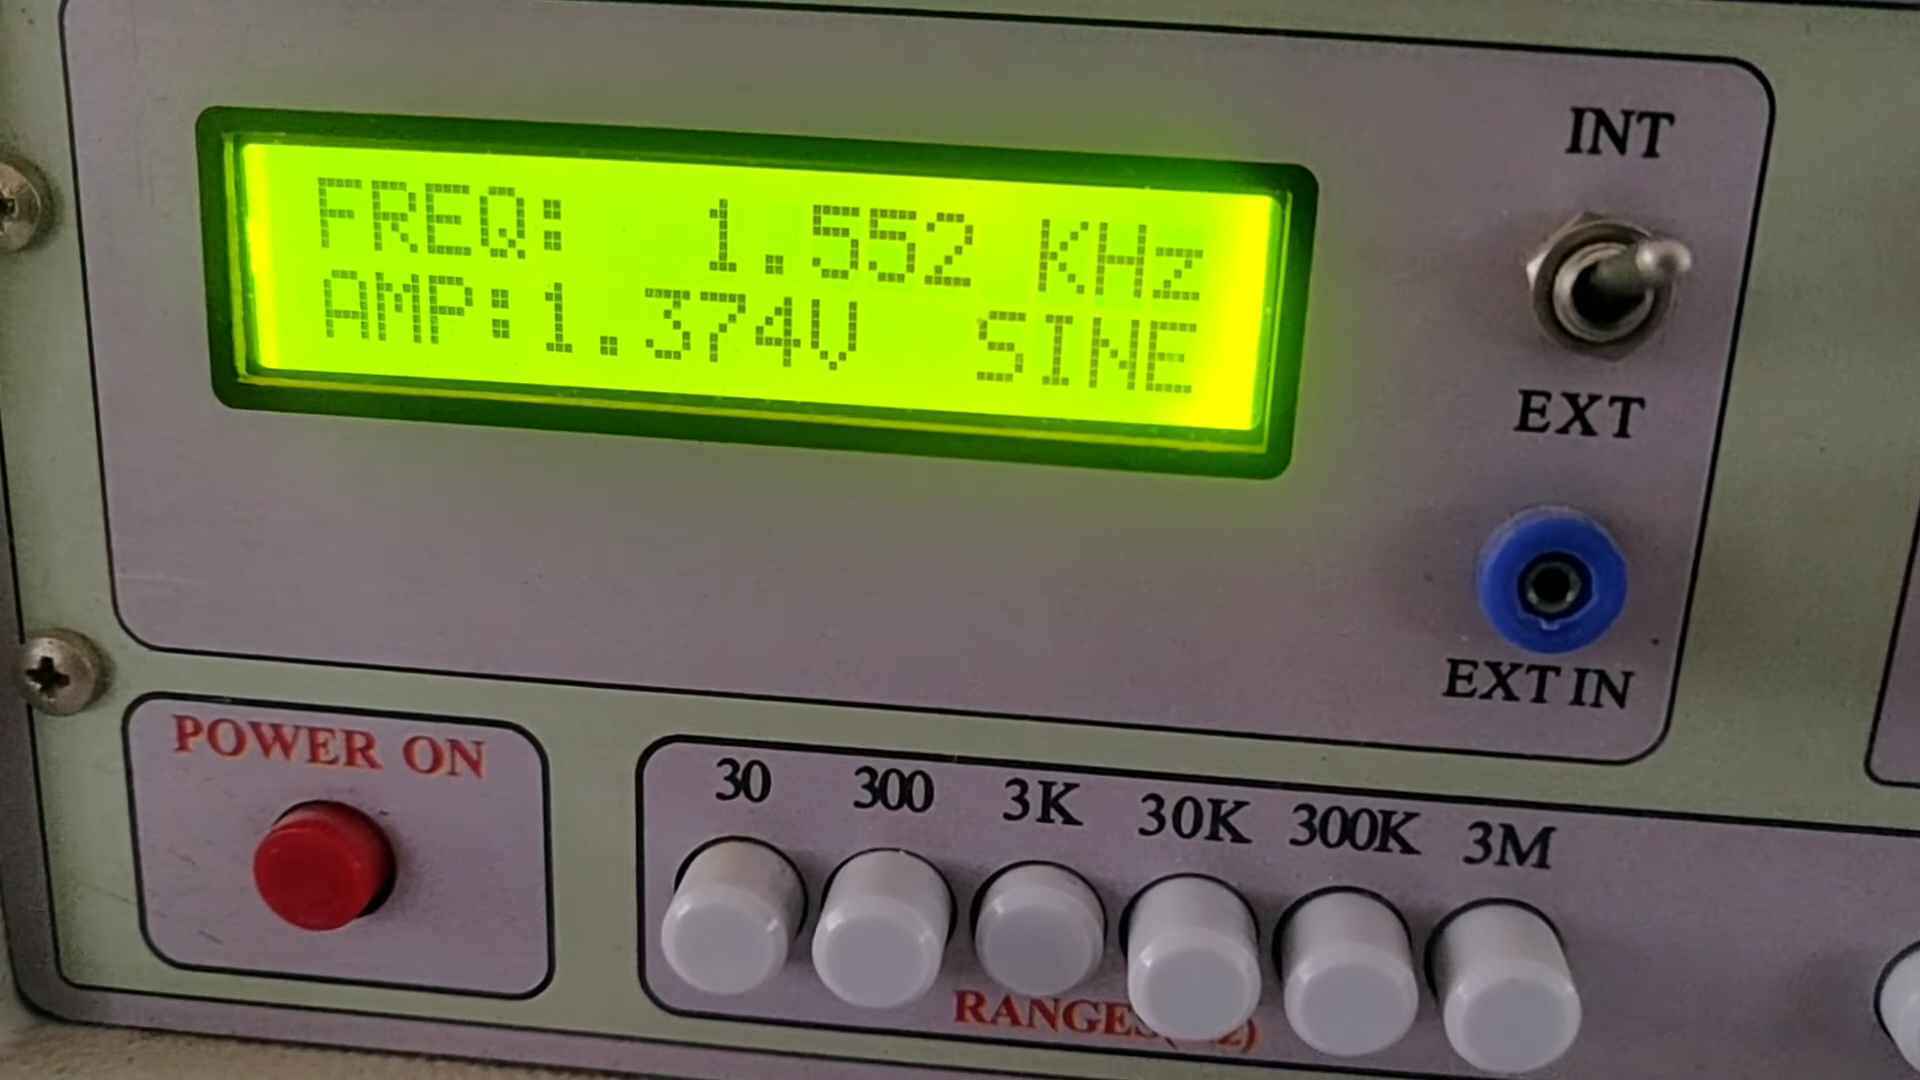 INT
FREQ: 1.552 KHz
AMP:1.374V SINE
EXT
EXT IN
POWER ON
30 300 3K 30K 300K 3M